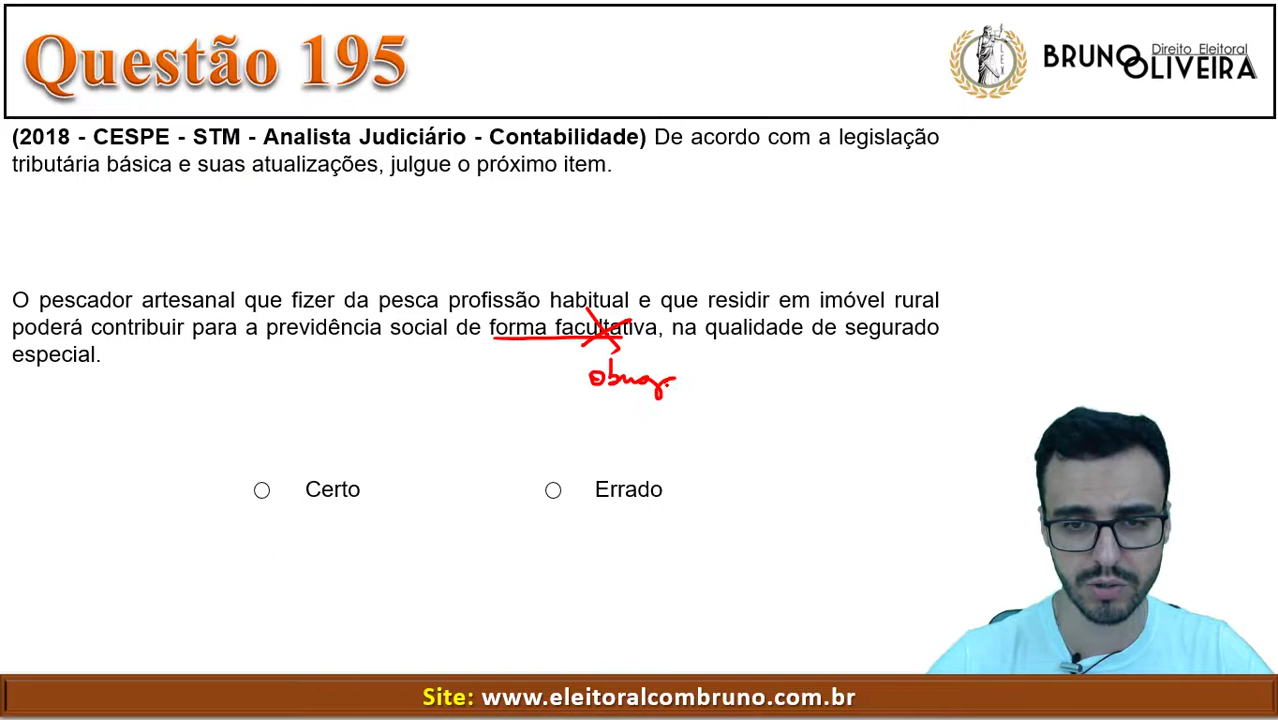 Questão 195
BRUNO Direito Eleitoral
OLIVEIRA
(2018 - CESPE - STM - Analista Judiciário - Contabilidade) De acordo com a legislação
tributária básica e suas atualizações, julgue o próximo item.
O pescador artesanal que fizer da pesca profissão habitual e que residir em imóvel rural
poderá contribuir para a previdência social de forma facultativa, na qualidade de segurado
especial.
Certo
Errado
Site: www.eleitoralcombruno.com.br